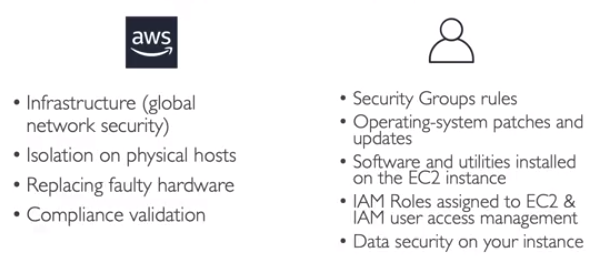 aws
• Infrastructure (global
network security)
• Isolation on physical hosts
• Replacing faulty hardware
• Compliance validation
• Security Groups rules
• Operating-system patches and
updates
• Software and utilities installed
on the EC2 instance
• IAM Roles assigned to EC2 &
IAM user access management
• Data security on your instance